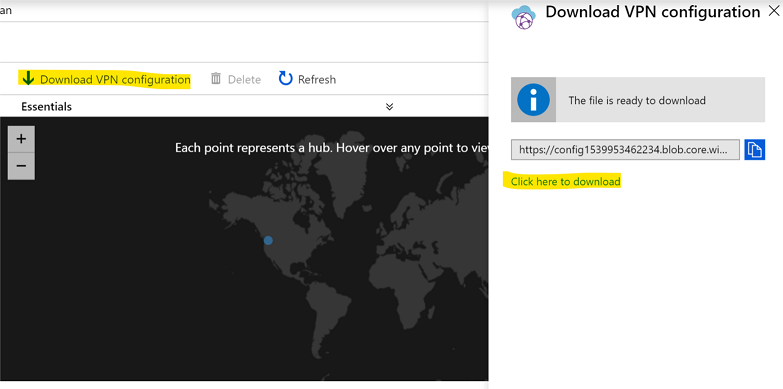 an
Download VPN configuration
Delete
Refresh
Essentials
Each point represents a hub. Hover over any point to vie
Download VPN configuration
The file is ready to download
https://config1539953462234.blob.core.wi...
Click here to download